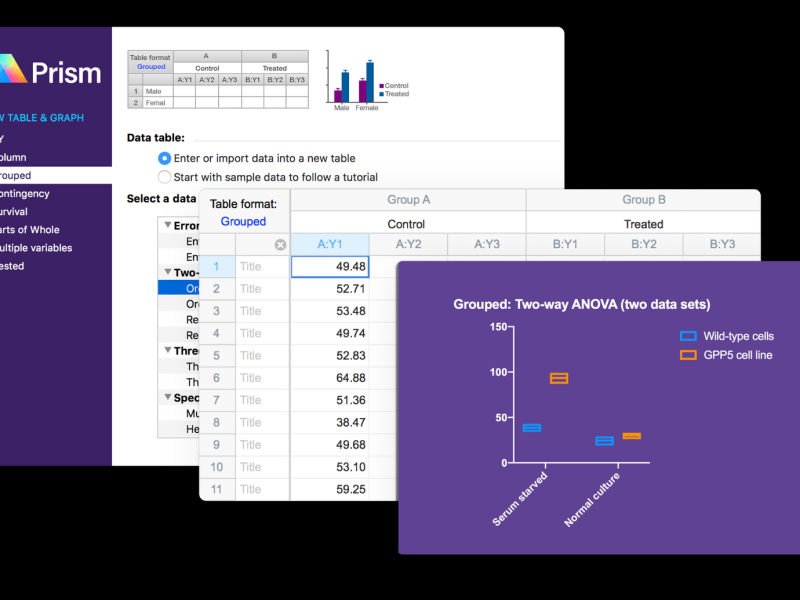 Prism
W TABLE & GRAPH
Y
olumn
rouped
ontingency
urvival
arts of Whole
ultiple variables
ested
Table format
Grouped
A
B
Control
Treated
A:Y1 A:Y2 A:Y3 B:Y1 B:Y2 B:Y3
1 Male
2 Femal
Control
Treated
Male Female
Data table:
Enter or import data into a new table
Start with sample data to follow a tutorial
Select a data
Error
En
En
Two-
Or
Or
Re
Re
Thre
Th
Th
Spec
Mu
He
Table format:
Grouped
Group A
Group B
Control
Treated
A:Y1 A:Y2 A:Y3 B:Y1 B:Y2 B:Y3
1 Title 49.48
2 Title 52.71
3 Title 53.48
4 Title 49.74
5 Title 52.83
6 Title 64.88
7 Title 51.36
8 Title 38.47
9 Title 49.68
10 Title 53.10
11 Title 59.25
Grouped: Two-way ANOVA (two data sets)
150
100
50
0
Wild-type cells
GPP5 cell line
Serum starved
Normal culture